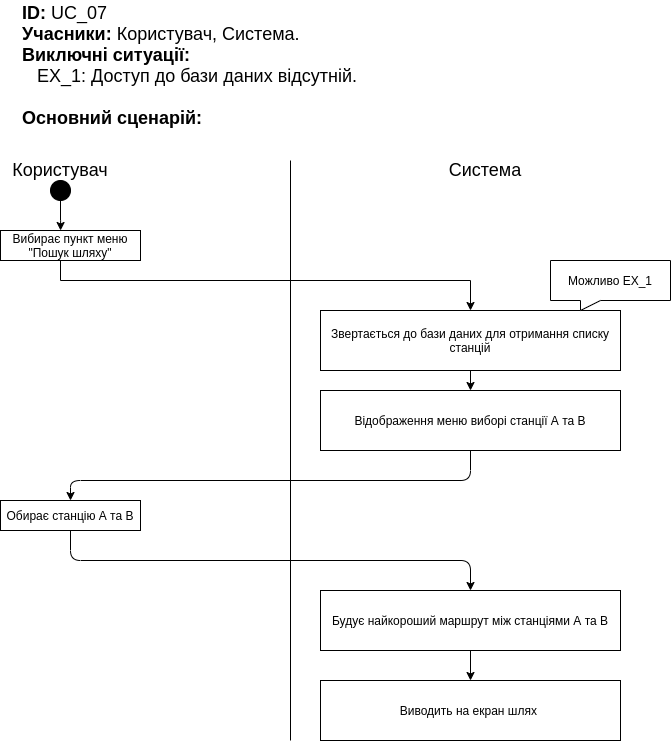 ID: UC_07
Учасники: Користувач, Система.
Виключні ситуації:
EX_1: Доступ до бази даних відсутній.
Основний сценарій:
Користувач
Система
Вибирає пункт меню
"Пошук шляху"
Можливо EX_1
Звертається до бази даних для отримання списку
станцій
Відображення меню виборі станції А та В
Обирає станцію А та В
Будує найкороший маршрут між станціями А та В
Виводить на екран шлях